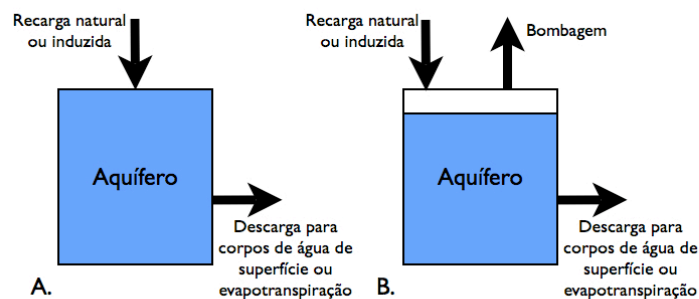 Recarga natural
ou induzida
Aquífero
Descarga para
corpos de água de
superfície ou
evapotranspiração
A.
Recarga natural
ou induzida
Bombagem
Aquífero
Descarga para
corpos de água de
superfície ou
evapotranspiração
B.